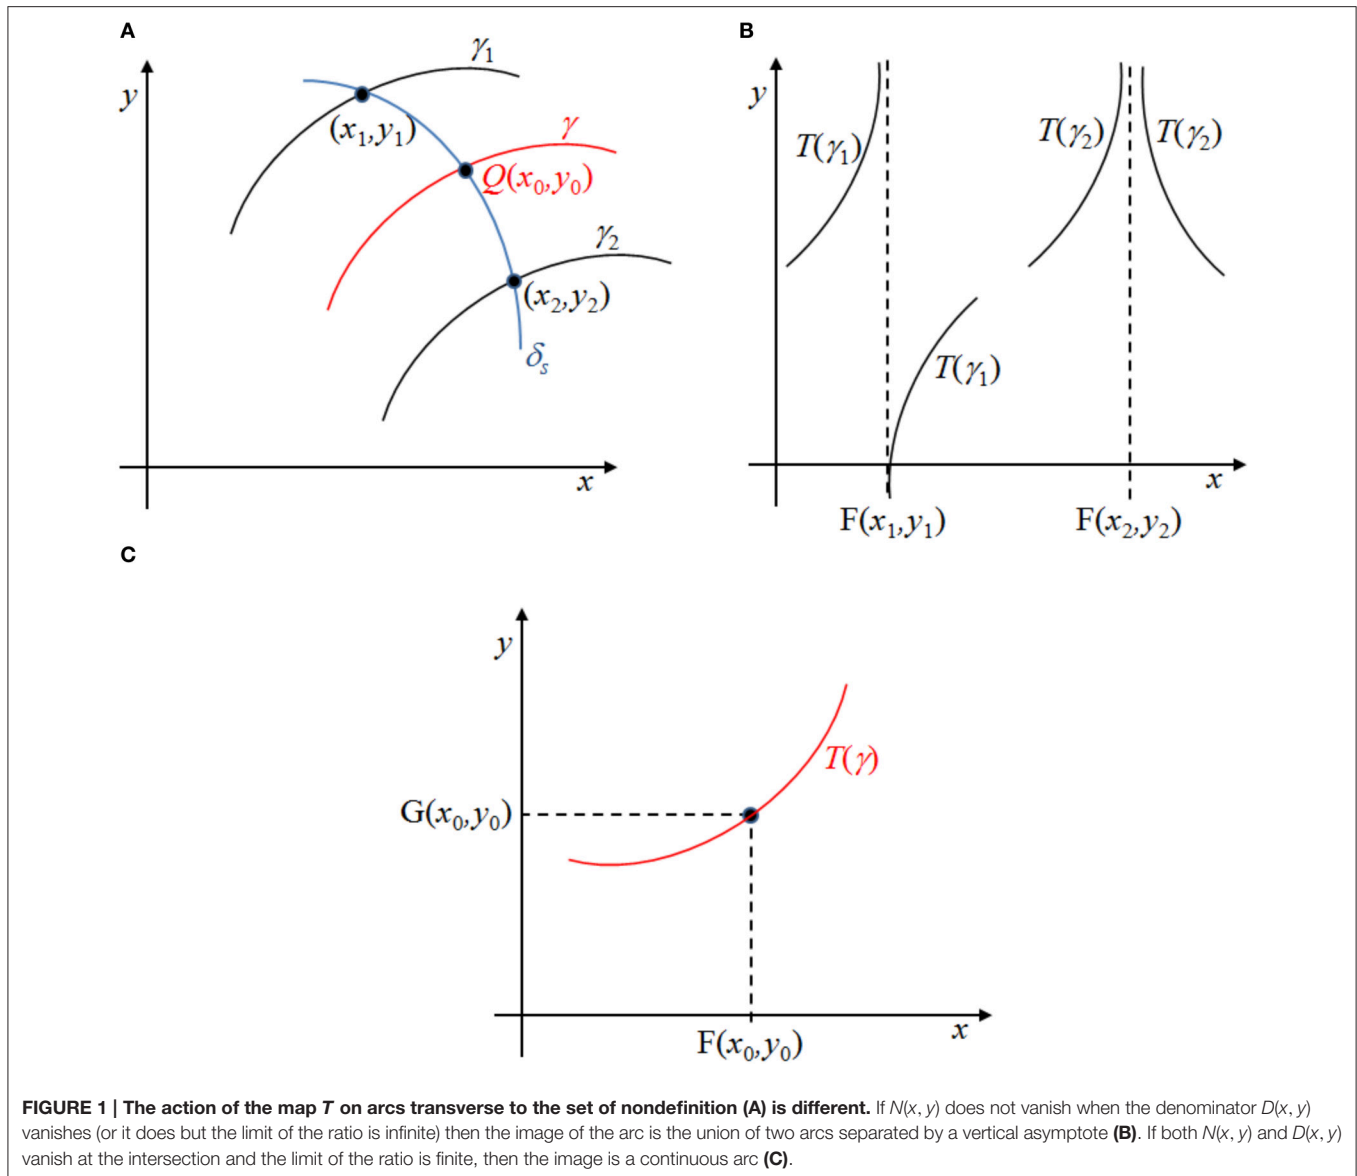 A
γ₁
y
(x₁,y₁)
γ
Q(x₀,y₀)
γ₂
(x₂,y₂)
δₛ
x
B
y
T(γ₁)
T(γ₂)
T(γ₂)
T(γ₁)
x
F(x₁,y₁)
F(x₂,y₂)
C
y
T(γ)
G(x₀,y₀)
x
F(x₀,y₀)
FIGURE 1 | The action of the map T on arcs transverse to the set of nondefinition (A) is different. If N(x, y) does not vanish when the denominator D(x, y)
vanishes (or it does but the limit of the ratio is infinite) then the image of the arc is the union of two arcs separated by a vertical asymptote (B). If both N(x, y) and D(x, y)
vanish at the intersection and the limit of the ratio is finite, then the image is a continuous arc (C).